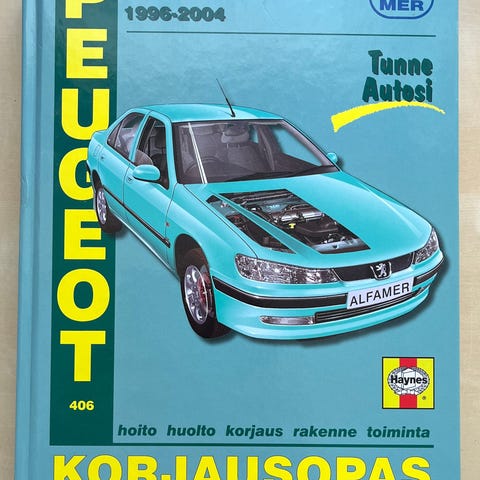 PEUGEOT
406
1996-2004
MER
Tunne
Autosi
ALFAMER
Haynes
®
hoito huolto korjaus rakenne toiminta
KORJAUSOPAS